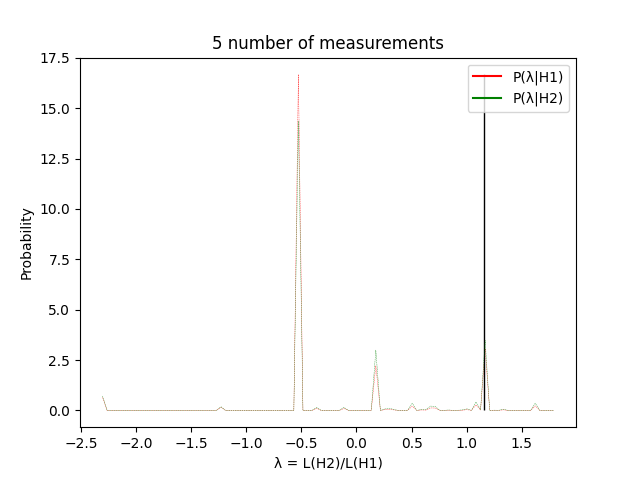 5 number of measurements
P(λ|H1)
P(λ|H2)
Probability
17.5
15.0
12.5
10.0
7.5
5.0
2.5
0.0
−2.5 −2.0 −1.5 −1.0 −0.5 0.0 0.5 1.0 1.5
λ = L(H2)/L(H1)